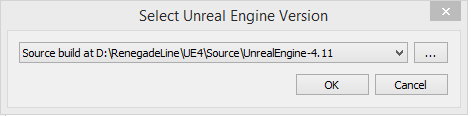 Select Unreal Engine Version
Source build at D:\RenegadeLine\UE4\Source\UnrealEngine-4.11
...
OK Cancel